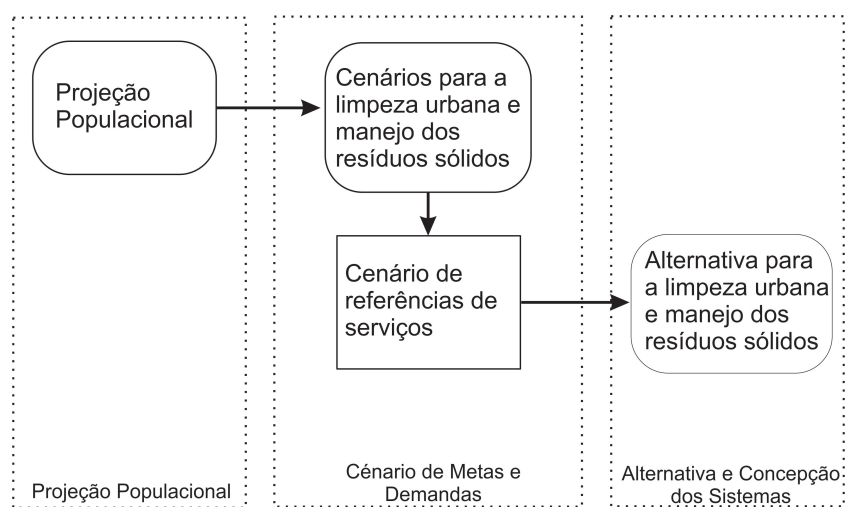 Projeção
Populacional
Cenários para a
limpeza urbana e
manejo dos
resíduos sólidos
Cenário de
referências de
serviços
Alternativa para
a limpeza urbana
e manejo dos
resíduos sólidos
Projeção Populacional
Cénario de Metas e
Demandas
Alternativa e Concepção
dos Sistemas